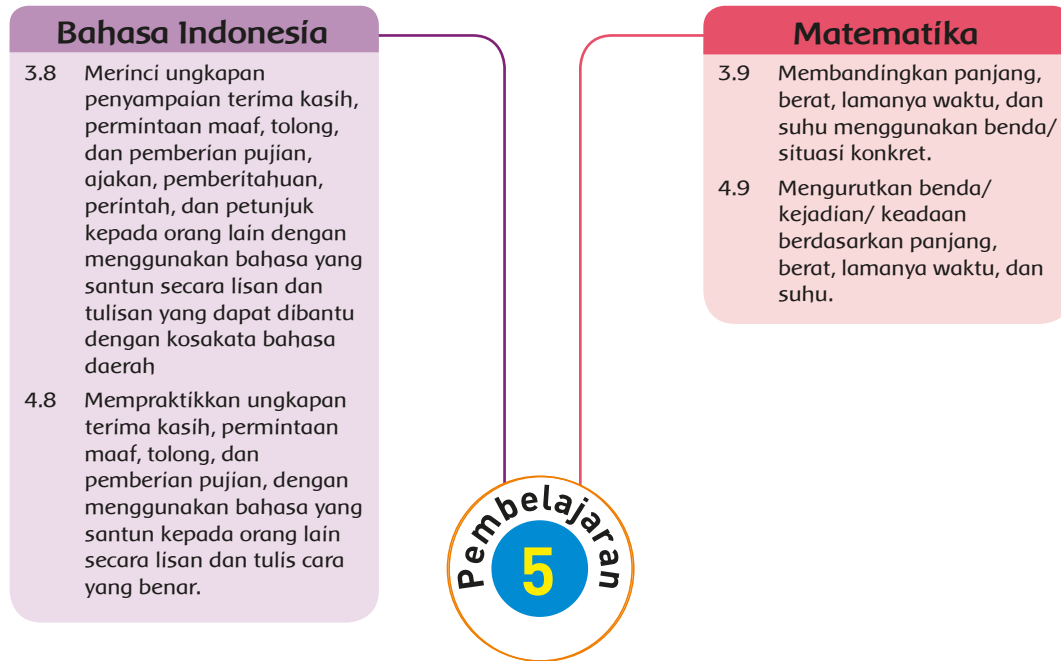 Bahasa Indonesia
3.8 Merinci ungkapan
penyampaian terima kasih,
permintaan maaf, tolong,
dan pemberian pujian,
ajakan, pemberitahuan,
perintah, dan petunjuk
kepada orang lain dengan
menggunakan bahasa yang
santun secara lisan dan
tulisan yang dapat dibantu
dengan kosakata bahasa
daerah
4.8 Mempraktikkan ungkapan
terima kasih, permintaan
maaf, tolong, dan
pemberian pujian, dengan
menggunakan bahasa yang
santun kepada orang lain
secara lisan dan tulis cara
yang benar.
Matematika
3.9 Membandingkan panjang,
berat, lamanya waktu, dan
suhu menggunakan benda/
situasi konkret.
4.9 Mengurutkan benda/
kejadian/ keadaan
berdasarkan panjang,
berat, lamanya waktu, dan
suhu.
Pembelajaran
5